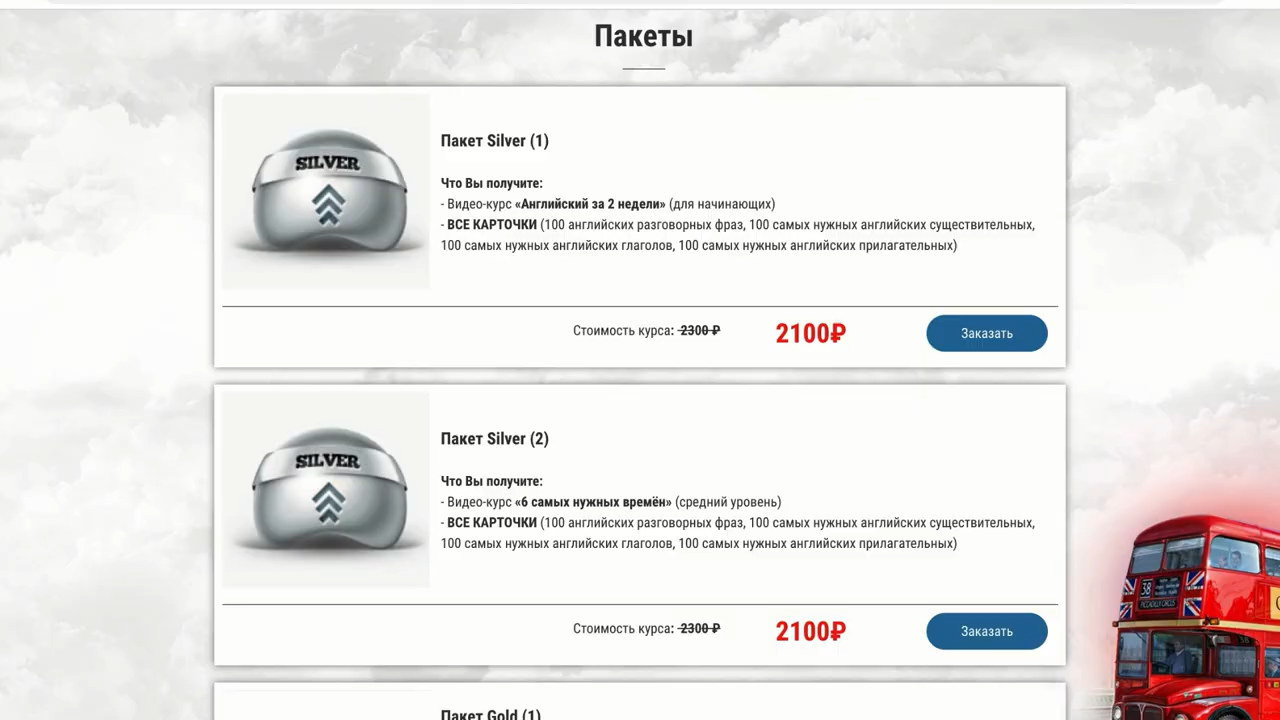 Пакеты
SILVER
Пакет Silver (1)
Что Вы получите:
- Видео-курс «Английский за 2 недели» (для начинающих)
- ВСЕ КАРТОЧКИ (100 английских разговорных фраз, 100 самых нужных английских существительных,
100 самых нужных английских глаголов, 100 самых нужных английских прилагательных)
Стоимость курса: 2300 ₽ 2100₽ Заказать
SILVER
Пакет Silver (2)
Что Вы получите:
- Видео-курс «6 самых нужных времён» (средний уровень)
- ВСЕ КАРТОЧКИ (100 английских разговорных фраз, 100 самых нужных английских существительных,
100 самых нужных английских глаголов, 100 самых нужных английских прилагательных)
38
PICCADILLY CIRCUS
Стоимость курса: 2300 ₽ 2100₽ Заказать
Пакет Gold (1)